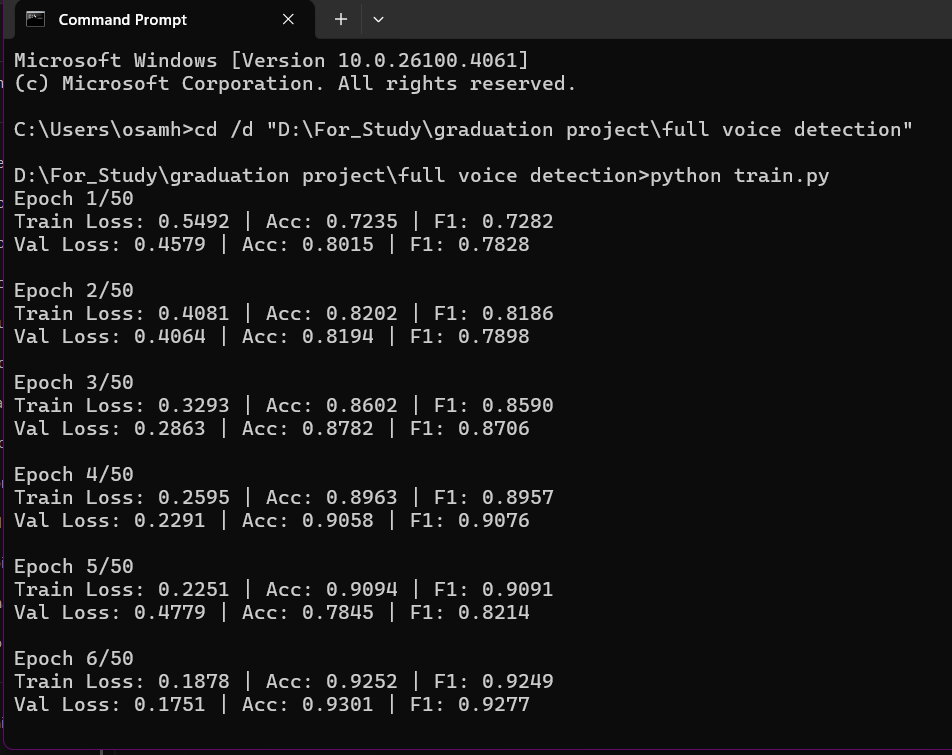 Command Prompt
Microsoft Windows [Version 10.0.26100.4061]
(c) Microsoft Corporation. All rights reserved.
C:\Users\osamh>cd /d "D:\For_Study\graduation project\full voice detection"
D:\For_Study\graduation project\full voice detection>python train.py
Epoch 1/50
Train Loss: 0.5492 | Acc: 0.7235 | F1: 0.7282
Val Loss: 0.4579 | Acc: 0.8015 | F1: 0.7828
Epoch 2/50
Train Loss: 0.4081 | Acc: 0.8202 | F1: 0.8186
Val Loss: 0.4064 | Acc: 0.8194 | F1: 0.7898
Epoch 3/50
Train Loss: 0.3293 | Acc: 0.8602 | F1: 0.8590
Val Loss: 0.2863 | Acc: 0.8782 | F1: 0.8706
Epoch 4/50
Train Loss: 0.2595 | Acc: 0.8963 | F1: 0.8957
Val Loss: 0.2291 | Acc: 0.9058 | F1: 0.9076
Epoch 5/50
Train Loss: 0.2251 | Acc: 0.9094 | F1: 0.9091
Val Loss: 0.4779 | Acc: 0.7845 | F1: 0.8214
Epoch 6/50
Train Loss: 0.1878 | Acc: 0.9252 | F1: 0.9249
Val Loss: 0.1751 | Acc: 0.9301 | F1: 0.9277